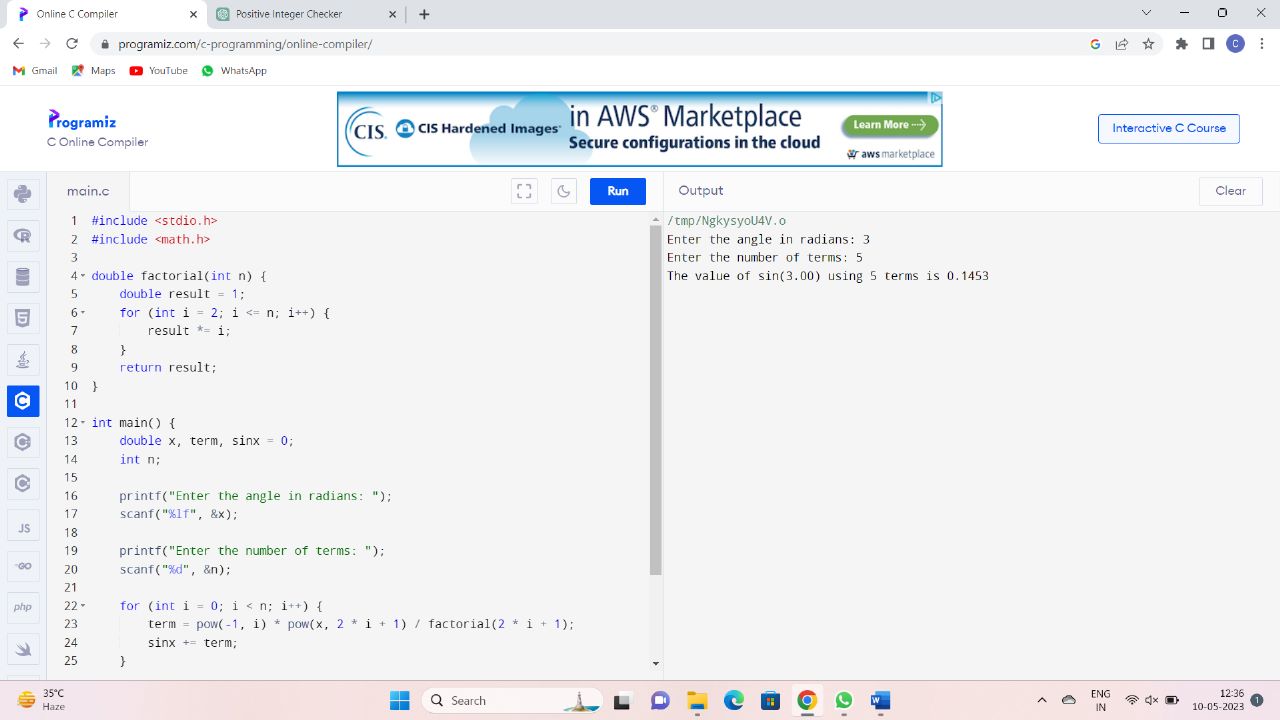 Online C Compiler
Positive Integer Checker
programiz.com/c-programming/online-compiler/
C
Gmail
Maps
YouTube
WhatsApp
Programiz
C Online Compiler
CIS.
CIS Hardened Images®
in AWS® Marketplace
Secure configurations in the cloud
Learn More
aws marketplace
Interactive C Course
main.c
Run
Output
Clear
1 #include <stdio.h>
2 #include <math.h>
3
4 double factorial(int n) {
5 double result = 1;
6 for (int i = 2; i <= n; i++) {
7 result *= i;
8 }
9 return result;
10 }
11
12 int main() {
13 double x, term, sinx = 0;
14 int n;
15
16 printf("Enter the angle in radians: ");
17 scanf("%lf", &x);
18
19 printf("Enter the number of terms: ");
20 scanf("%d", &n);
21
22 for (int i = 0; i < n; i++) {
23 term = pow(-1, i) * pow(x, 2 * i + 1) / factorial(2 * i + 1);
24 sinx += term;
25 }
/tmp/NgkysyoU4V.o
Enter the angle in radians: 3
Enter the number of terms: 5
The value of sin(3.00) using 5 terms is 0.1453
JS
GO
php
35°C
Haze
Search
ENG
IN
12:36
10-05-2023
1